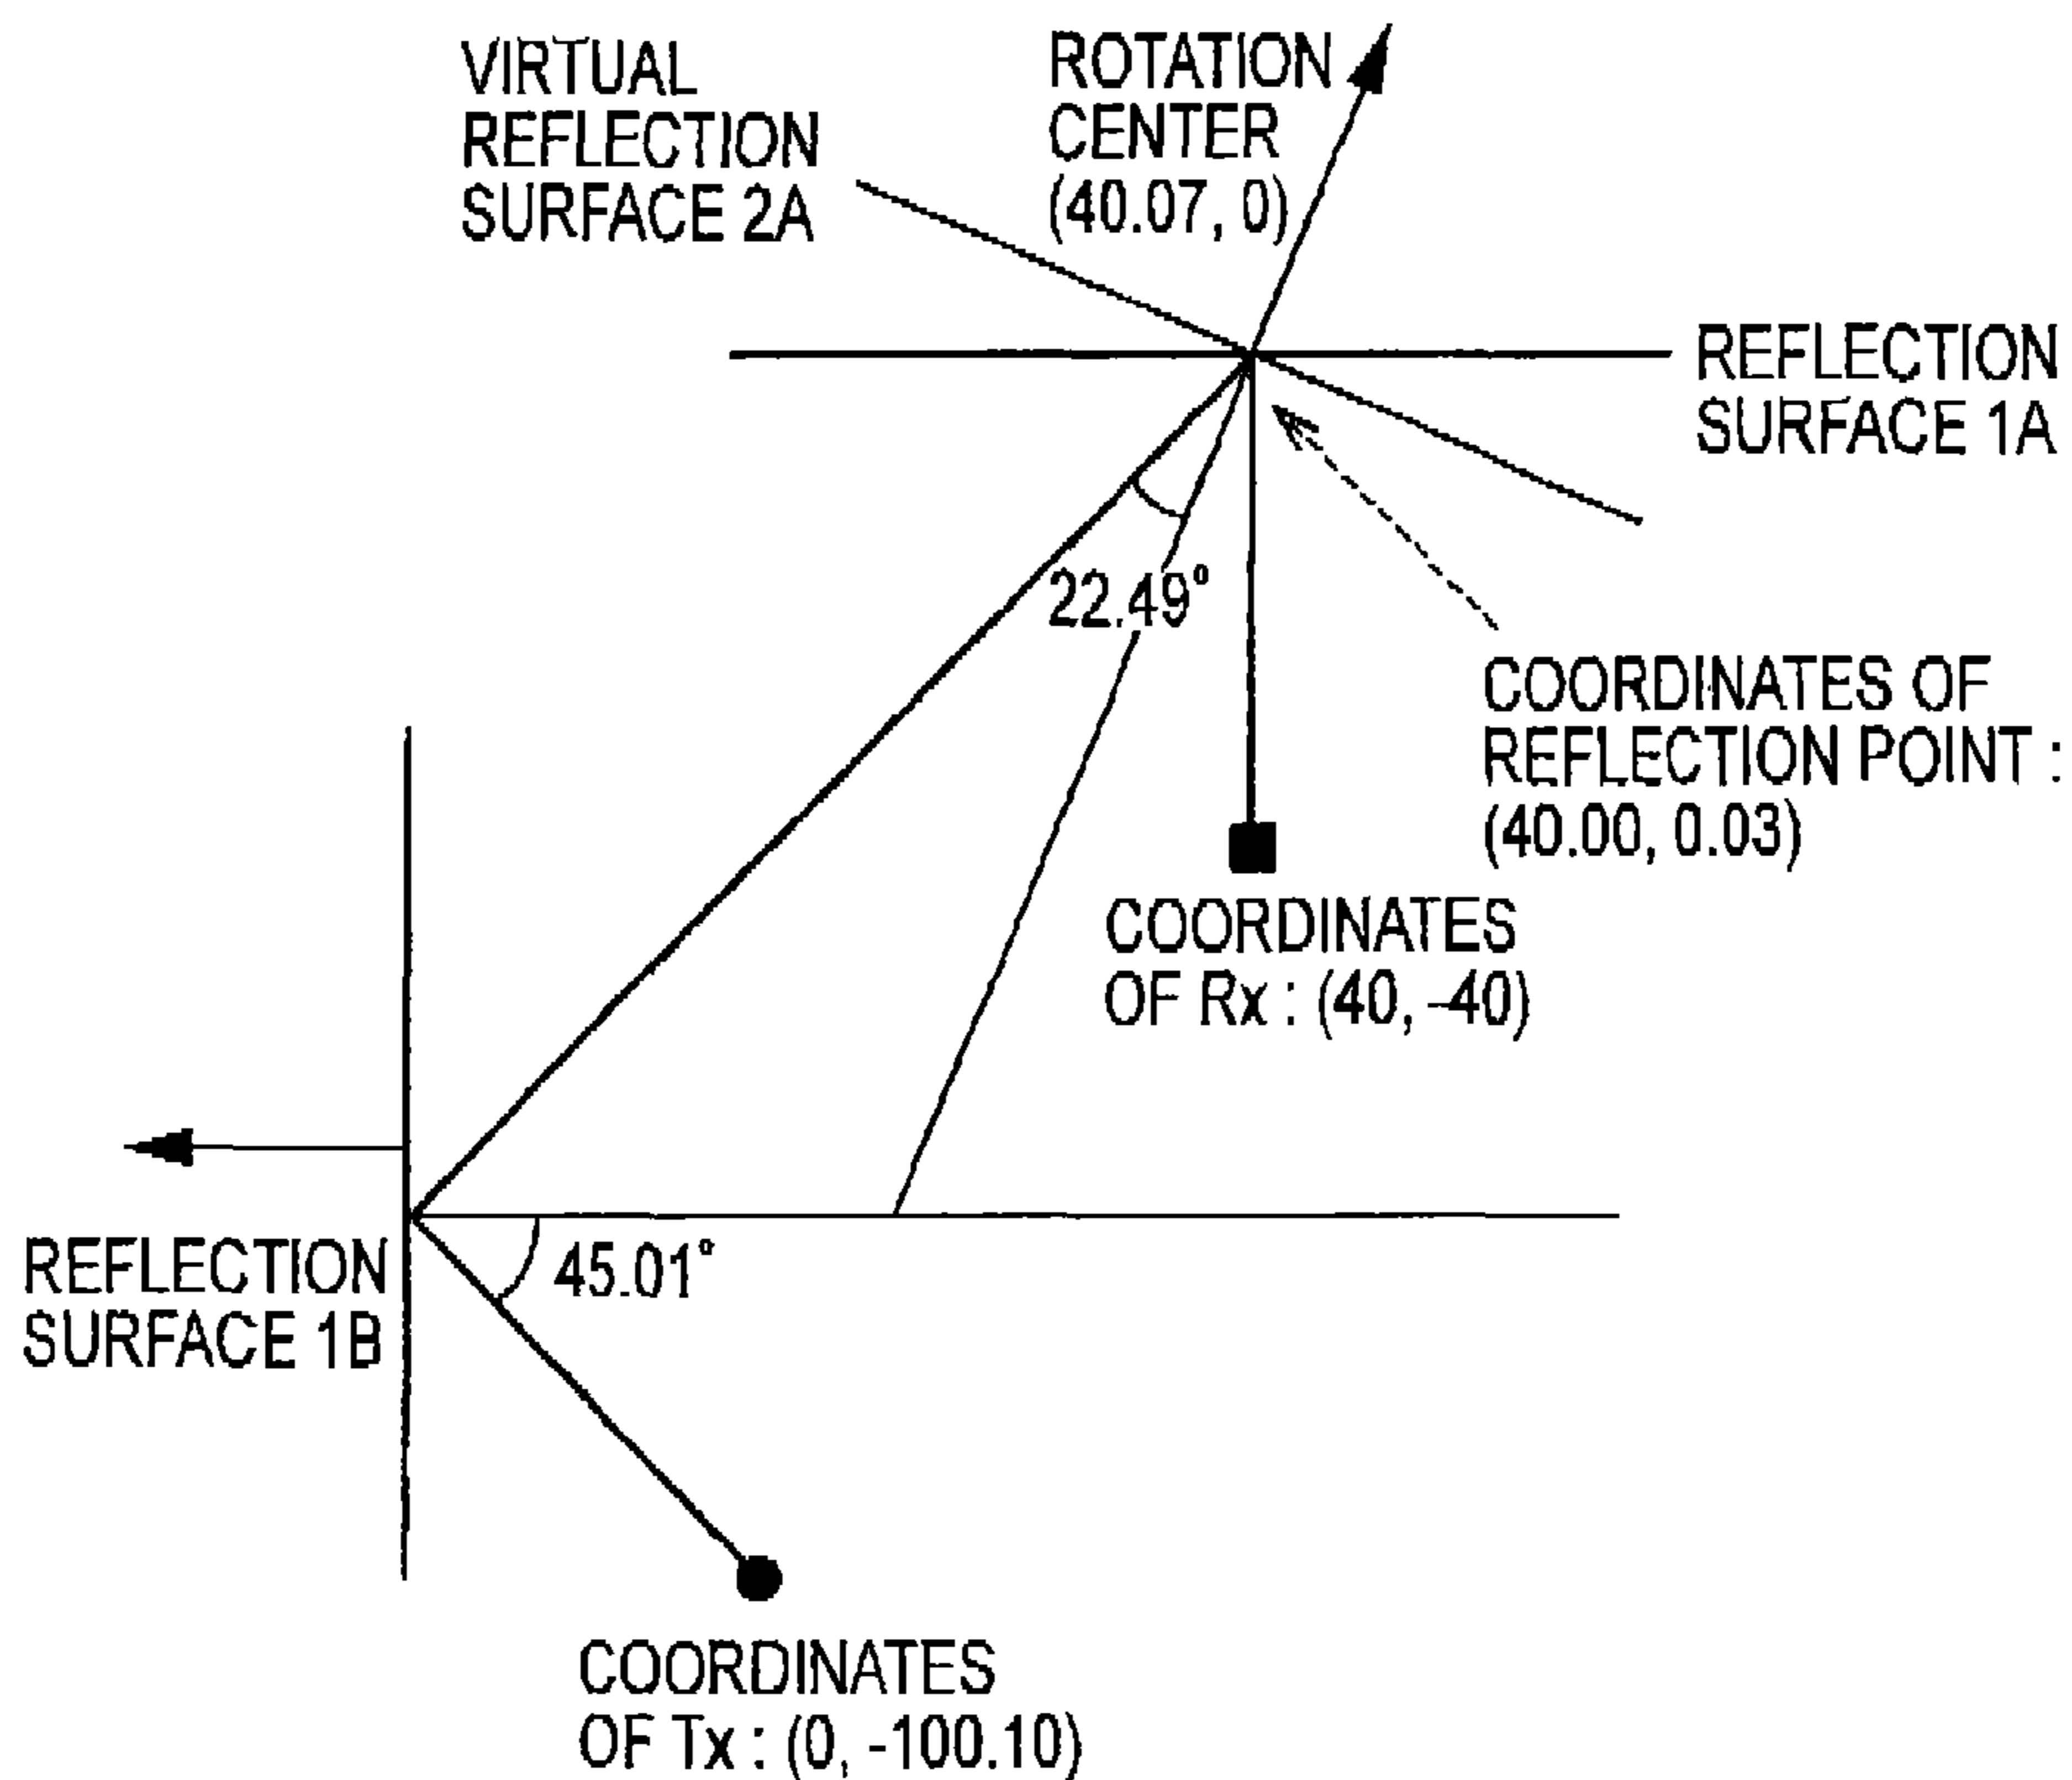 VIRTUAL
REFLECTION
SURFACE 2A
ROTATION
CENTER
(40.07, 0)
REFLECTION
SURFACE 1A
22.49°
COORDINATES OF
REFLECTION POINT :
(40.00, 0.03)
COORDINATES
OF Rx : (40, -40)
REFLECTION
SURFACE 1B
45.01°
COORDINATES
OF Tx : (0, -100.10)